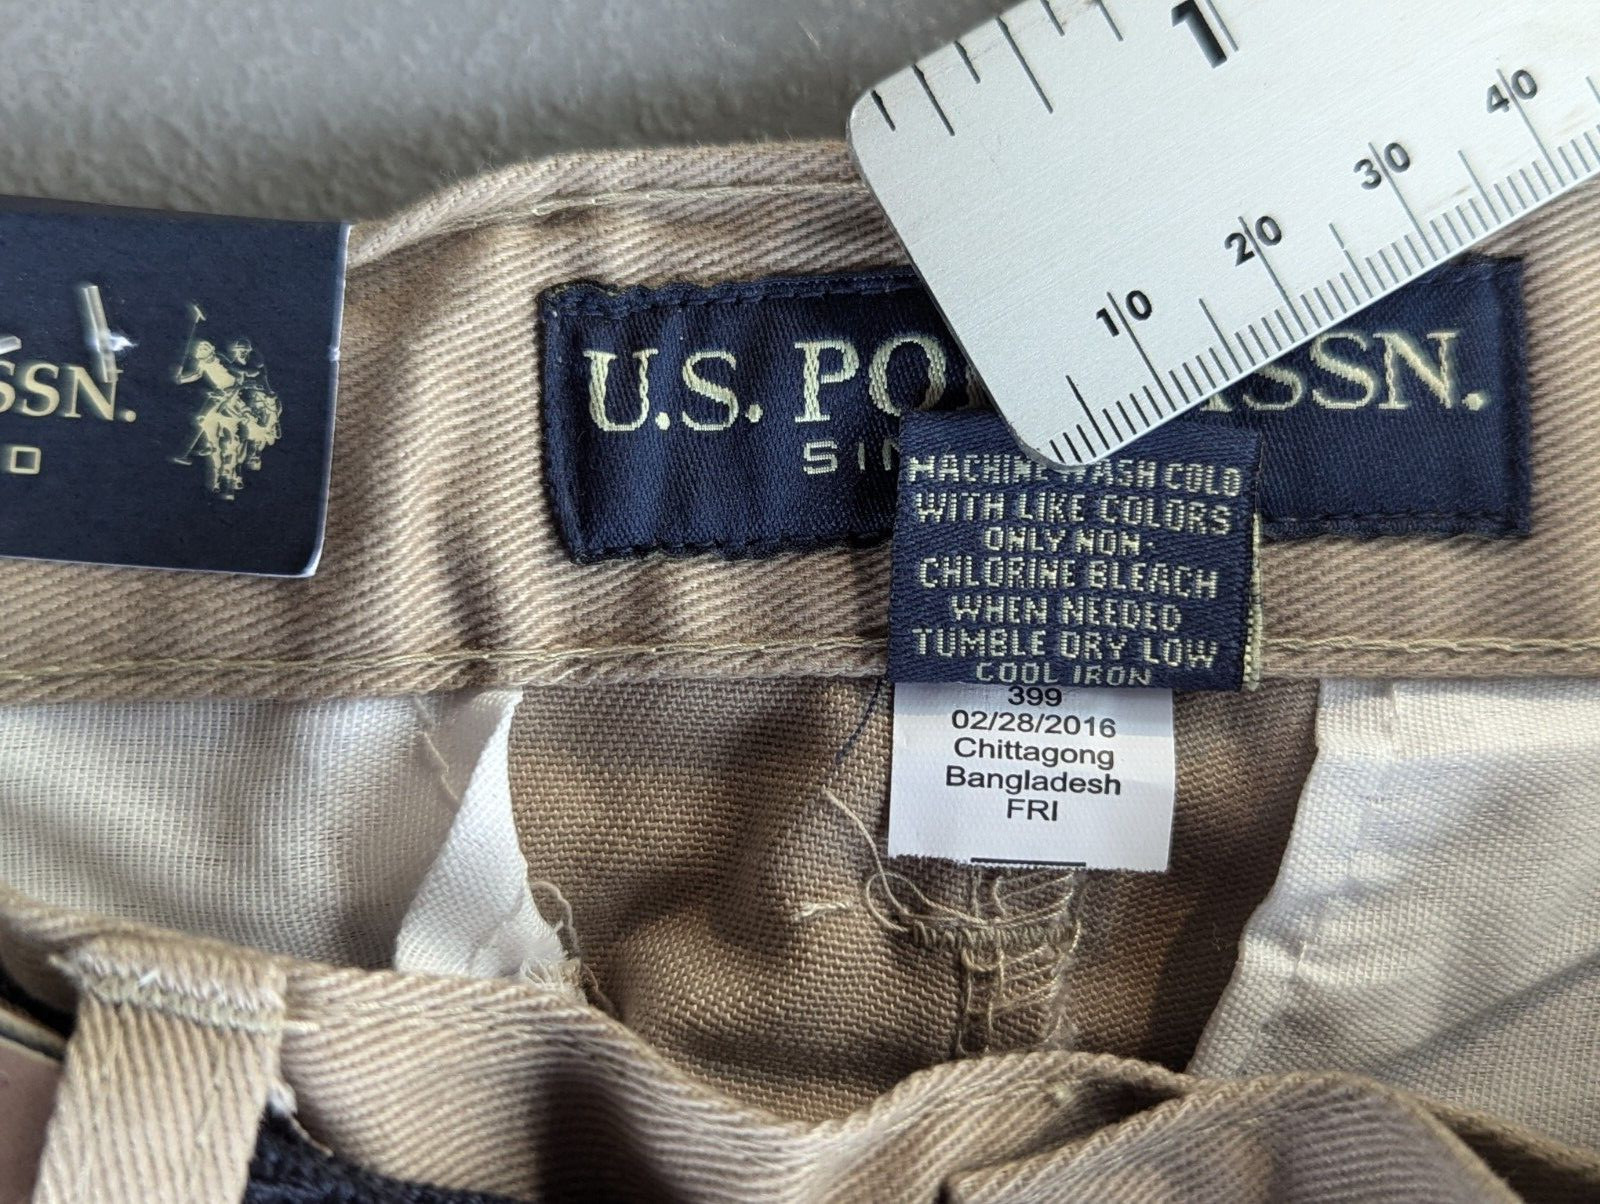 1
10
20
30
40
SSN.
U.S. PO SSN.
MACHINE WASH COLD
WITH LIKE COLORS
ONLY NON-
CHLORINE BLEACH
WHEN NEEDED
TUMBLE DRY LOW
COOL IRON
399
02/28/2016
Chittagong
Bangladesh
FRI